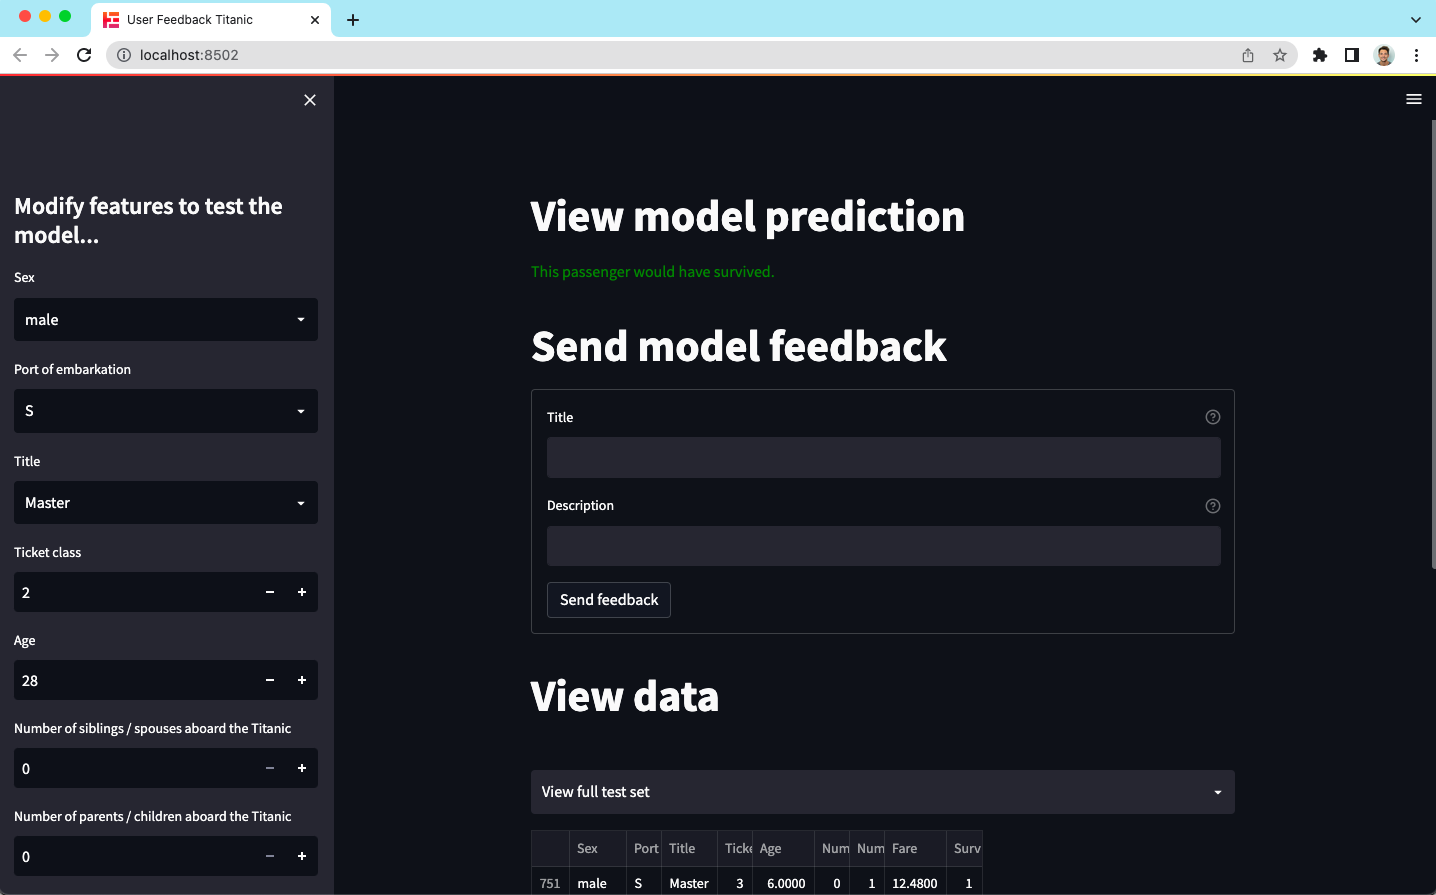 User Feedback Titanic
localhost:8502
Modify features to test the
model...
Sex
male
Port of embarkation
S
Title
Master
Ticket class
2
Age
28
Number of siblings / spouses aboard the Titanic
0
Number of parents / children aboard the Titanic
0
View model prediction
This passenger would have survived.
Send model feedback
Title
Description
Send feedback
View data
View full test set
Sex Port Title Ticke Age Num Num Fare Surv
751 male S Master 3 6.0000 0 1 12.4800 1